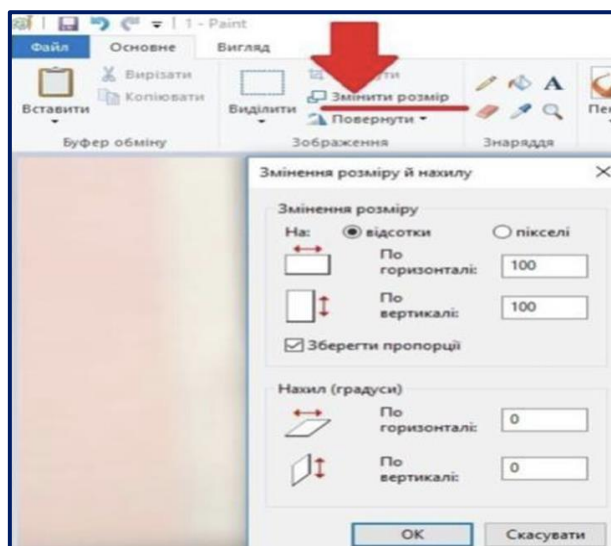 1 - Paint
Файл Основне Вигляд
Вирізати
Копіювати
Вставити
Буфер обміну
Виділити
Змінити розмір
Повернути
Зображення
A
Знаряддя
Змінення розміру й нахилу
Змінення розміру
На: відсотки пікселі
По
горизонталі: 100
По
вертикалі: 100
Зберегти пропорції
Нахил (градуси)
По
горизонталі: 0
По
вертикалі: 0
OK Скасувати